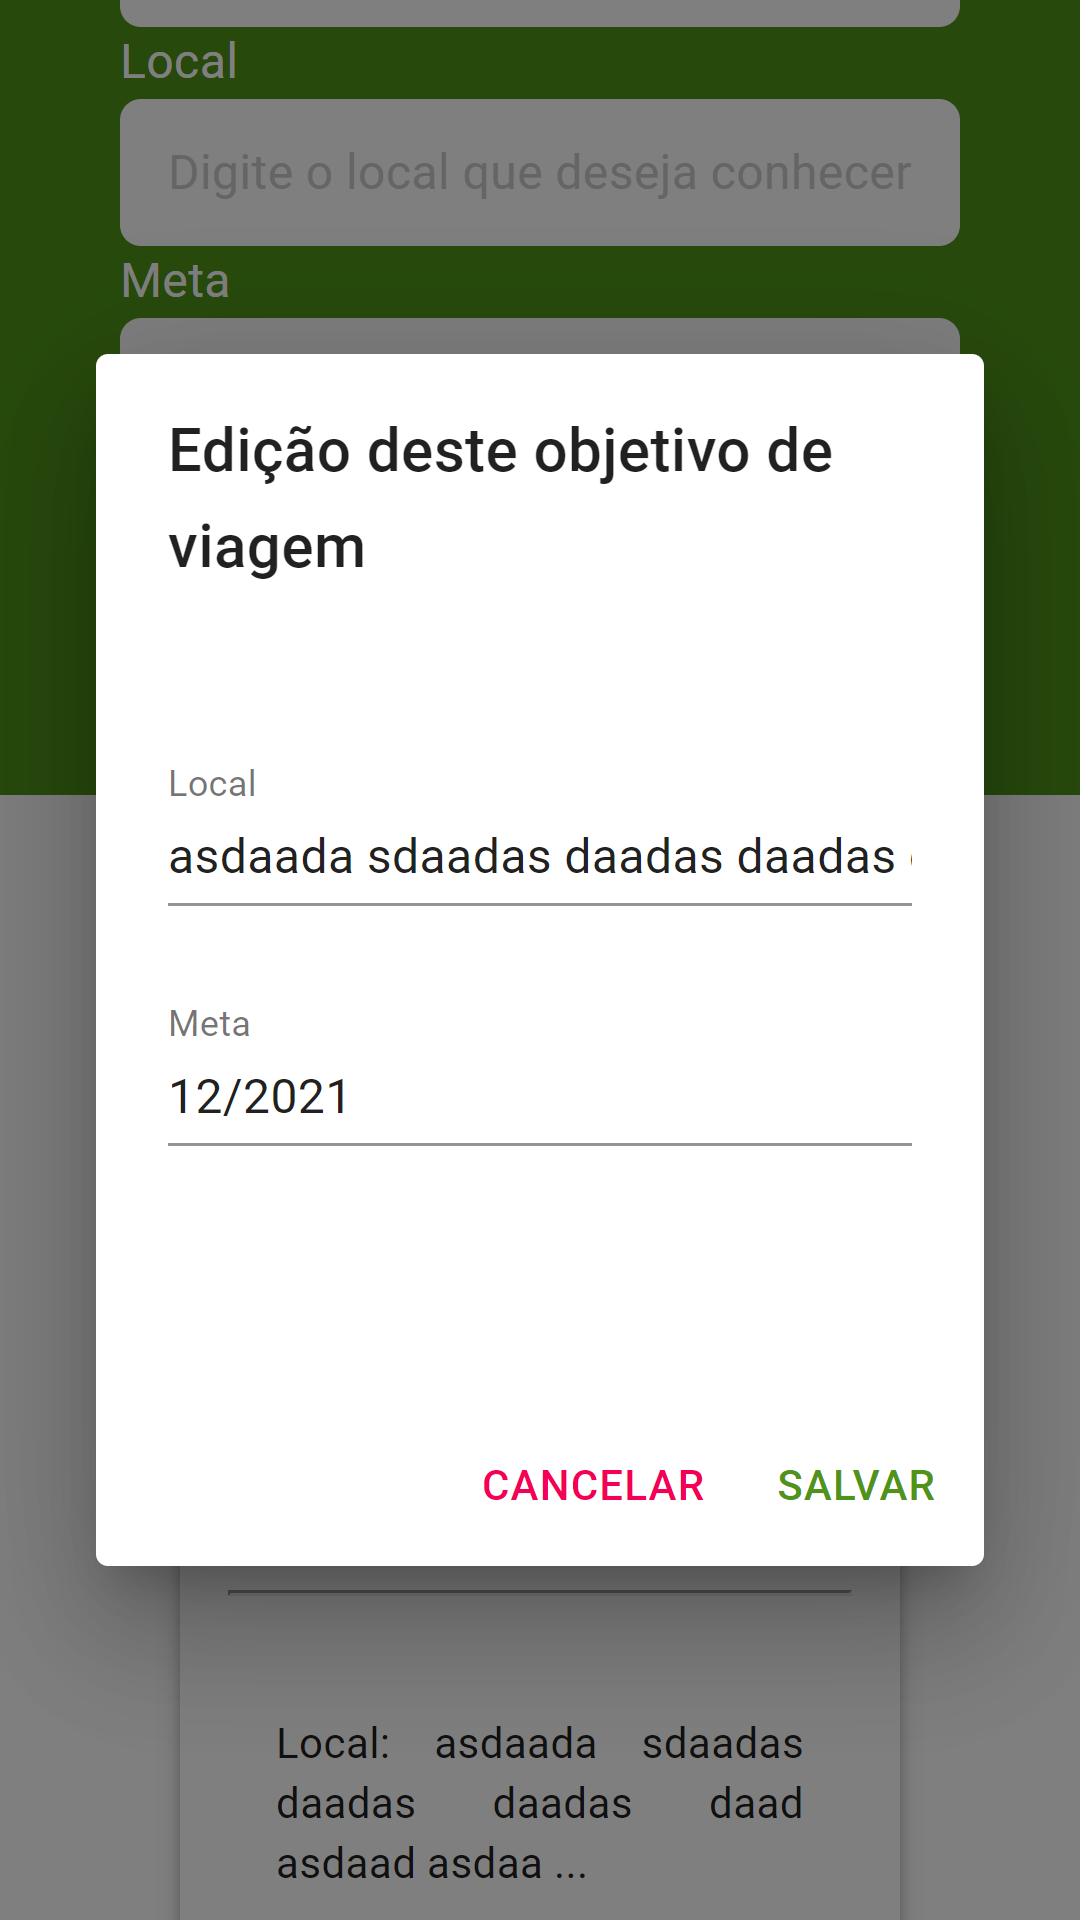 Local
Digite o local que deseja conhecer
Meta
Edição deste objetivo de
viagem
Local
asdaada sdaadas daadas daadas
Meta
12/2021
CANCELAR SALVAR
Local: asdaada sdaadas
daadas daadas daad
asdaad asdaa ...